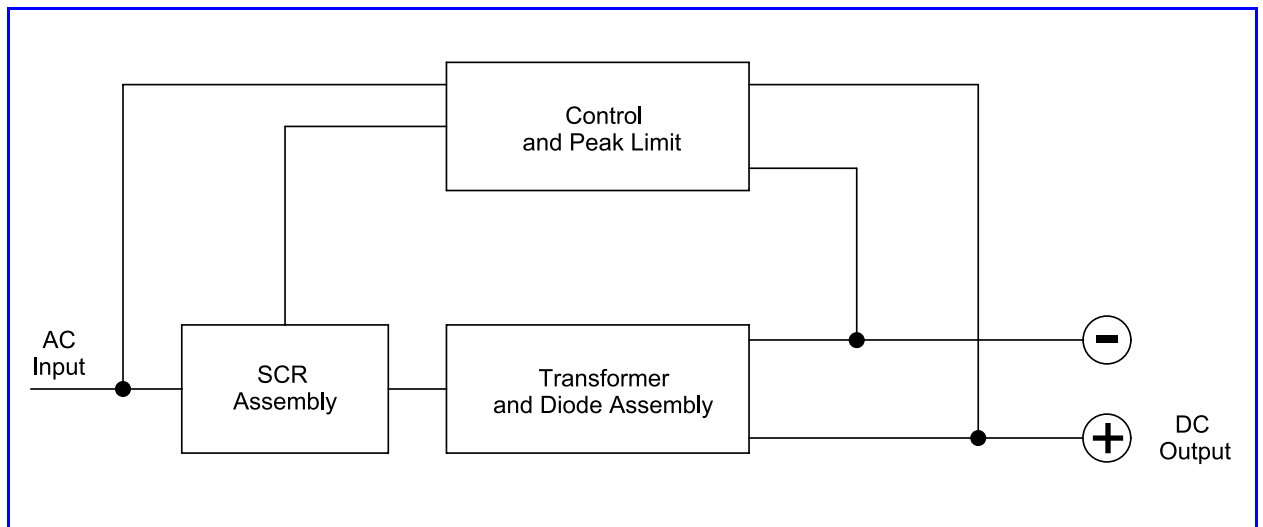 Control
and Peak Limit
AC
Input
SCR
Assembly
Transformer
and Diode Assembly
-
+
DC
Output